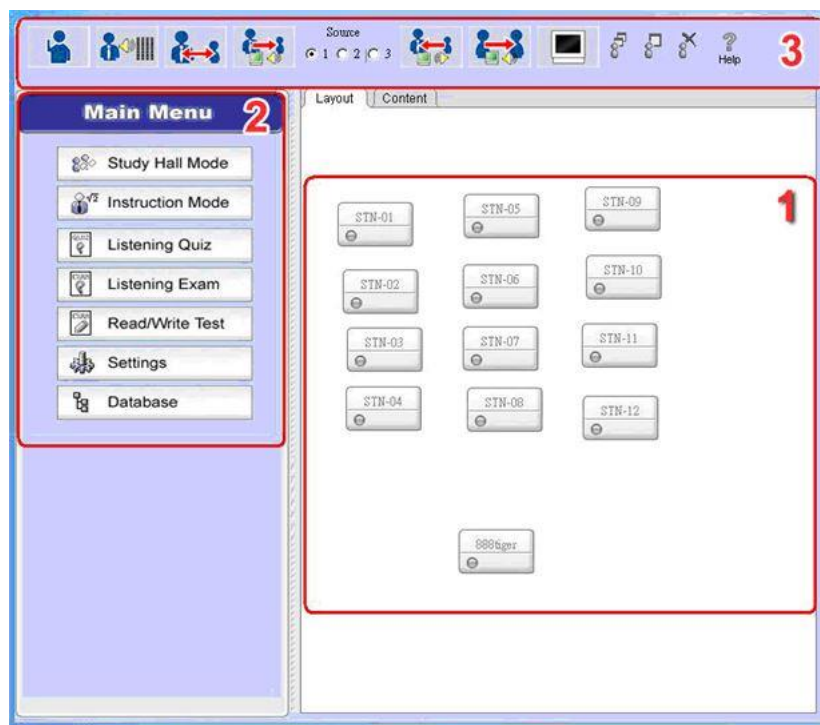 Source
1 2 3
Help
3
Main Menu
2
Study Hall Mode
Instruction Mode
Listening Quiz
Listening Exam
Read/Write Test
Settings
Database
Layout
Content
1
STN-01
STN-05
STN-09
STN-02
STN-06
STN-10
STN-03
STN-07
STN-11
STN-04
STN-08
STN-12
888tiger